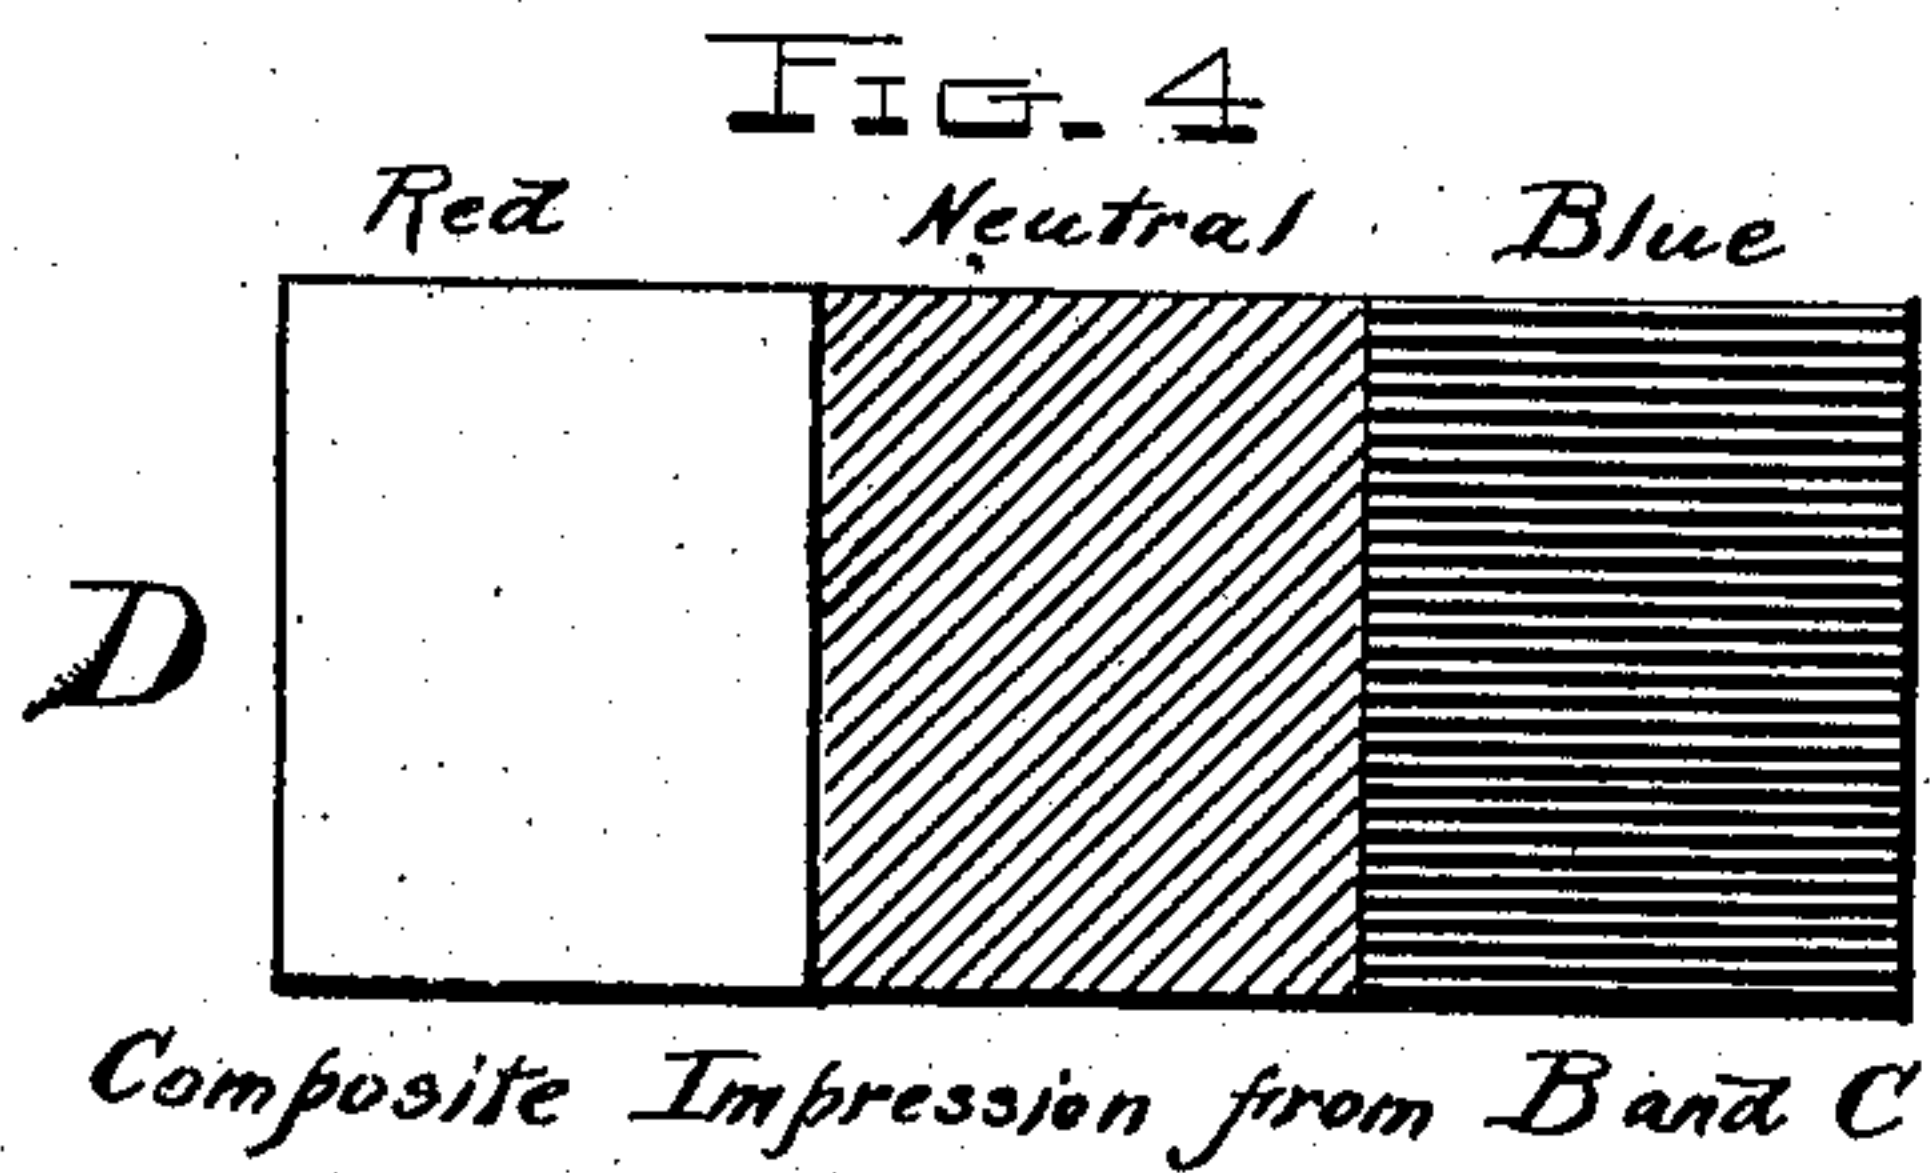 FIG. 4
Red Neutral Blue
D
Composite Impression from B and C